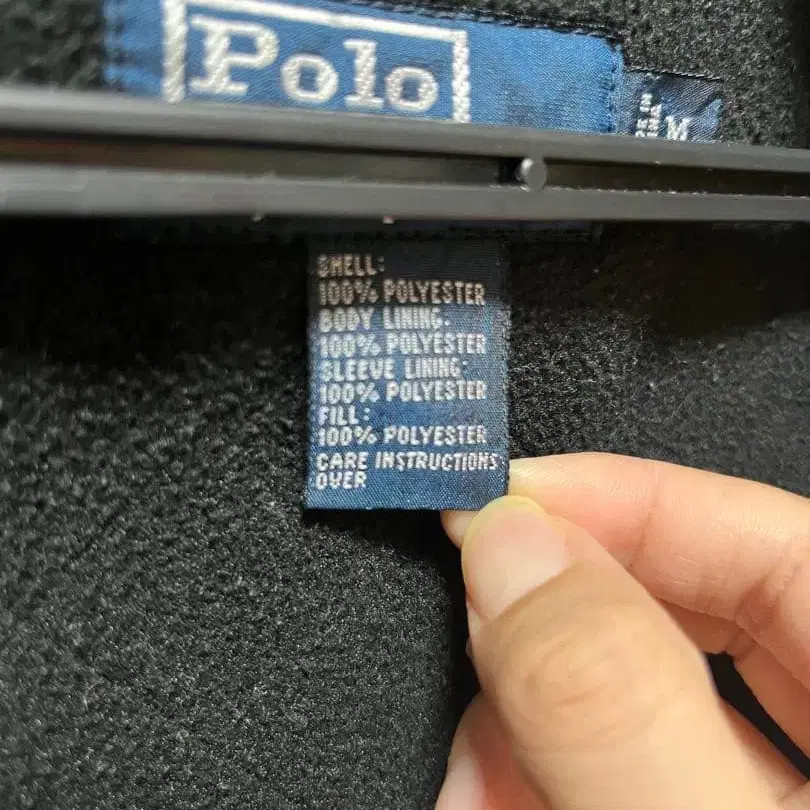 Polo
M
SHELL:
100% POLYESTER
BODY LINING:
100% POLYESTER
SLEEVE LINING:
100% POLYESTER
FILL:
100% POLYESTER
CARE INSTRUCTIONS
OVER